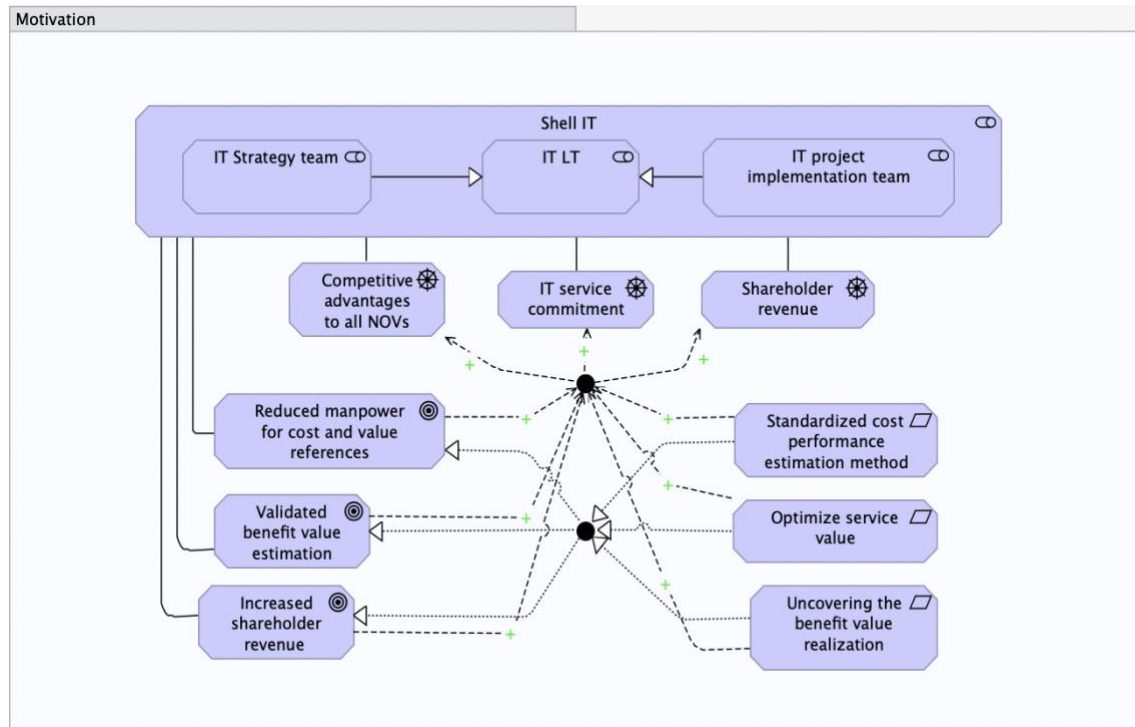 Motivation
Shell IT
IT Strategy team
IT LT
IT project
implementation team
Competitive
advantages
to all NOVs
IT service
commitment
Shareholder
revenue
+
+
+
Reduced manpower
for cost and value
references
+
+
Standardized cost
performance
estimation method
Validated
benefit value
estimation
+
+
Optimize service
value
Increased
shareholder
revenue
+
+
Uncovering the
benefit value
realization